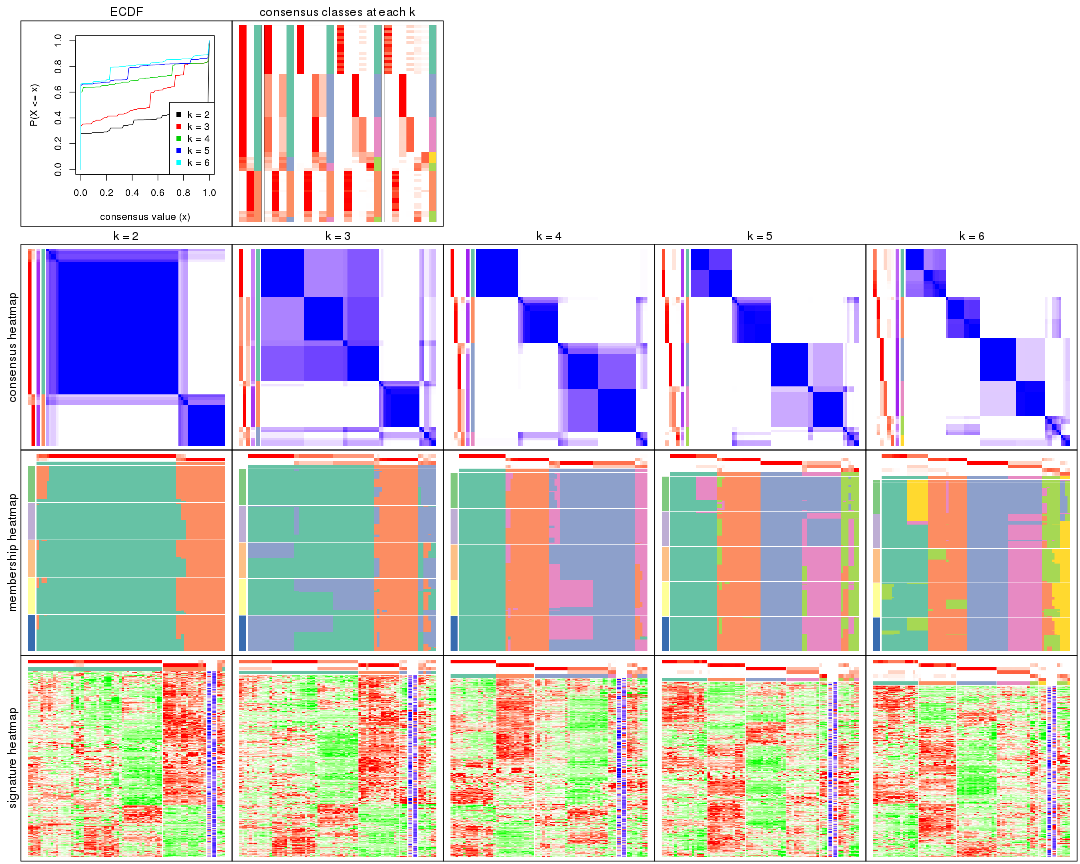 ECDF
consensus classes at each k
P(X <= x)
0.0
0.2
0.4
0.6
0.8
1.0
k = 2
k = 3
k = 4
k = 5
k = 6
0.0 0.2 0.4 0.6 0.8 1.0
consensus value (x)
k = 2
k = 3
k = 4
k = 5
k = 6
consensus heatmap
membership heatmap
signature heatmap